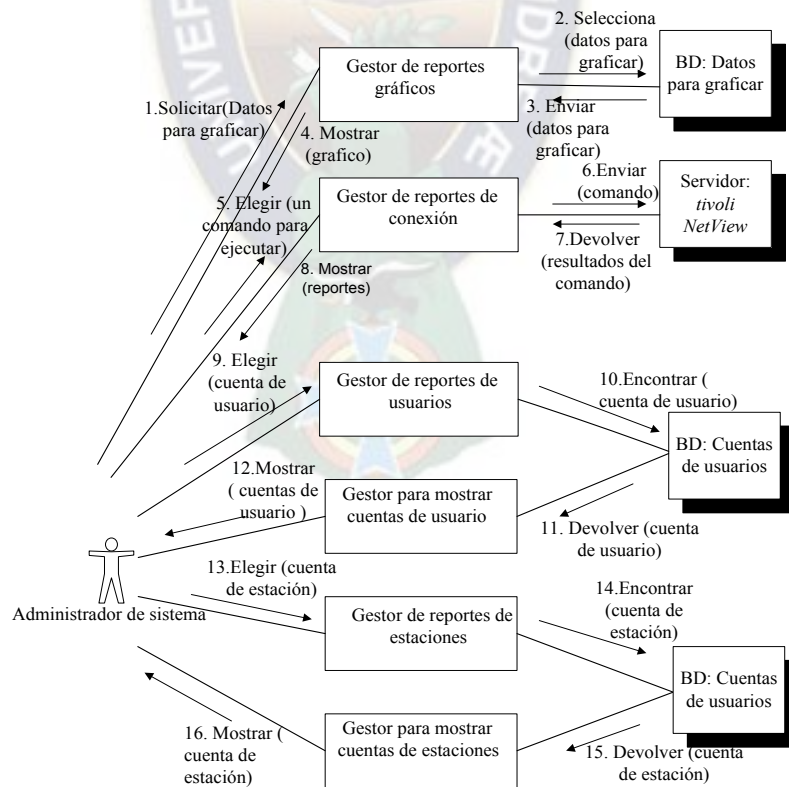 2. Selecciona
(datos para
graficar)
Gestor de reportes
gráficos
BD: Datos
para graficar
1.Solicitar(Datos
para graficar)
3. Enviar
(datos para
graficar)
4. Mostrar
(grafico)
6.Enviar
(comando)
5. Elegir (un
comando para
ejecutar)
Gestor de reportes de
conexión
Servidor:
tivoli
NetView
7.Devolver
(resultados del
comando)
8. Mostrar
(reportes)
9. Elegir
(cuenta de
usuario)
Gestor de reportes de
usuarios
10.Encontrar (
cuenta de usuario)
BD: Cuentas
de usuarios
12.Mostrar
( cuentas de
usuario )
Gestor para mostrar
cuentas de usuario
11. Devolver (cuenta
de usuario)
13.Elegir (cuenta
de estación)
14.Encontrar
(cuenta de
estación)
Administrador de sistema
Gestor de reportes de
estaciones
BD: Cuentas
de usuarios
16. Mostrar (
cuenta de
estación)
Gestor para mostrar
cuentas de estaciones
15. Devolver (cuenta
de estación)